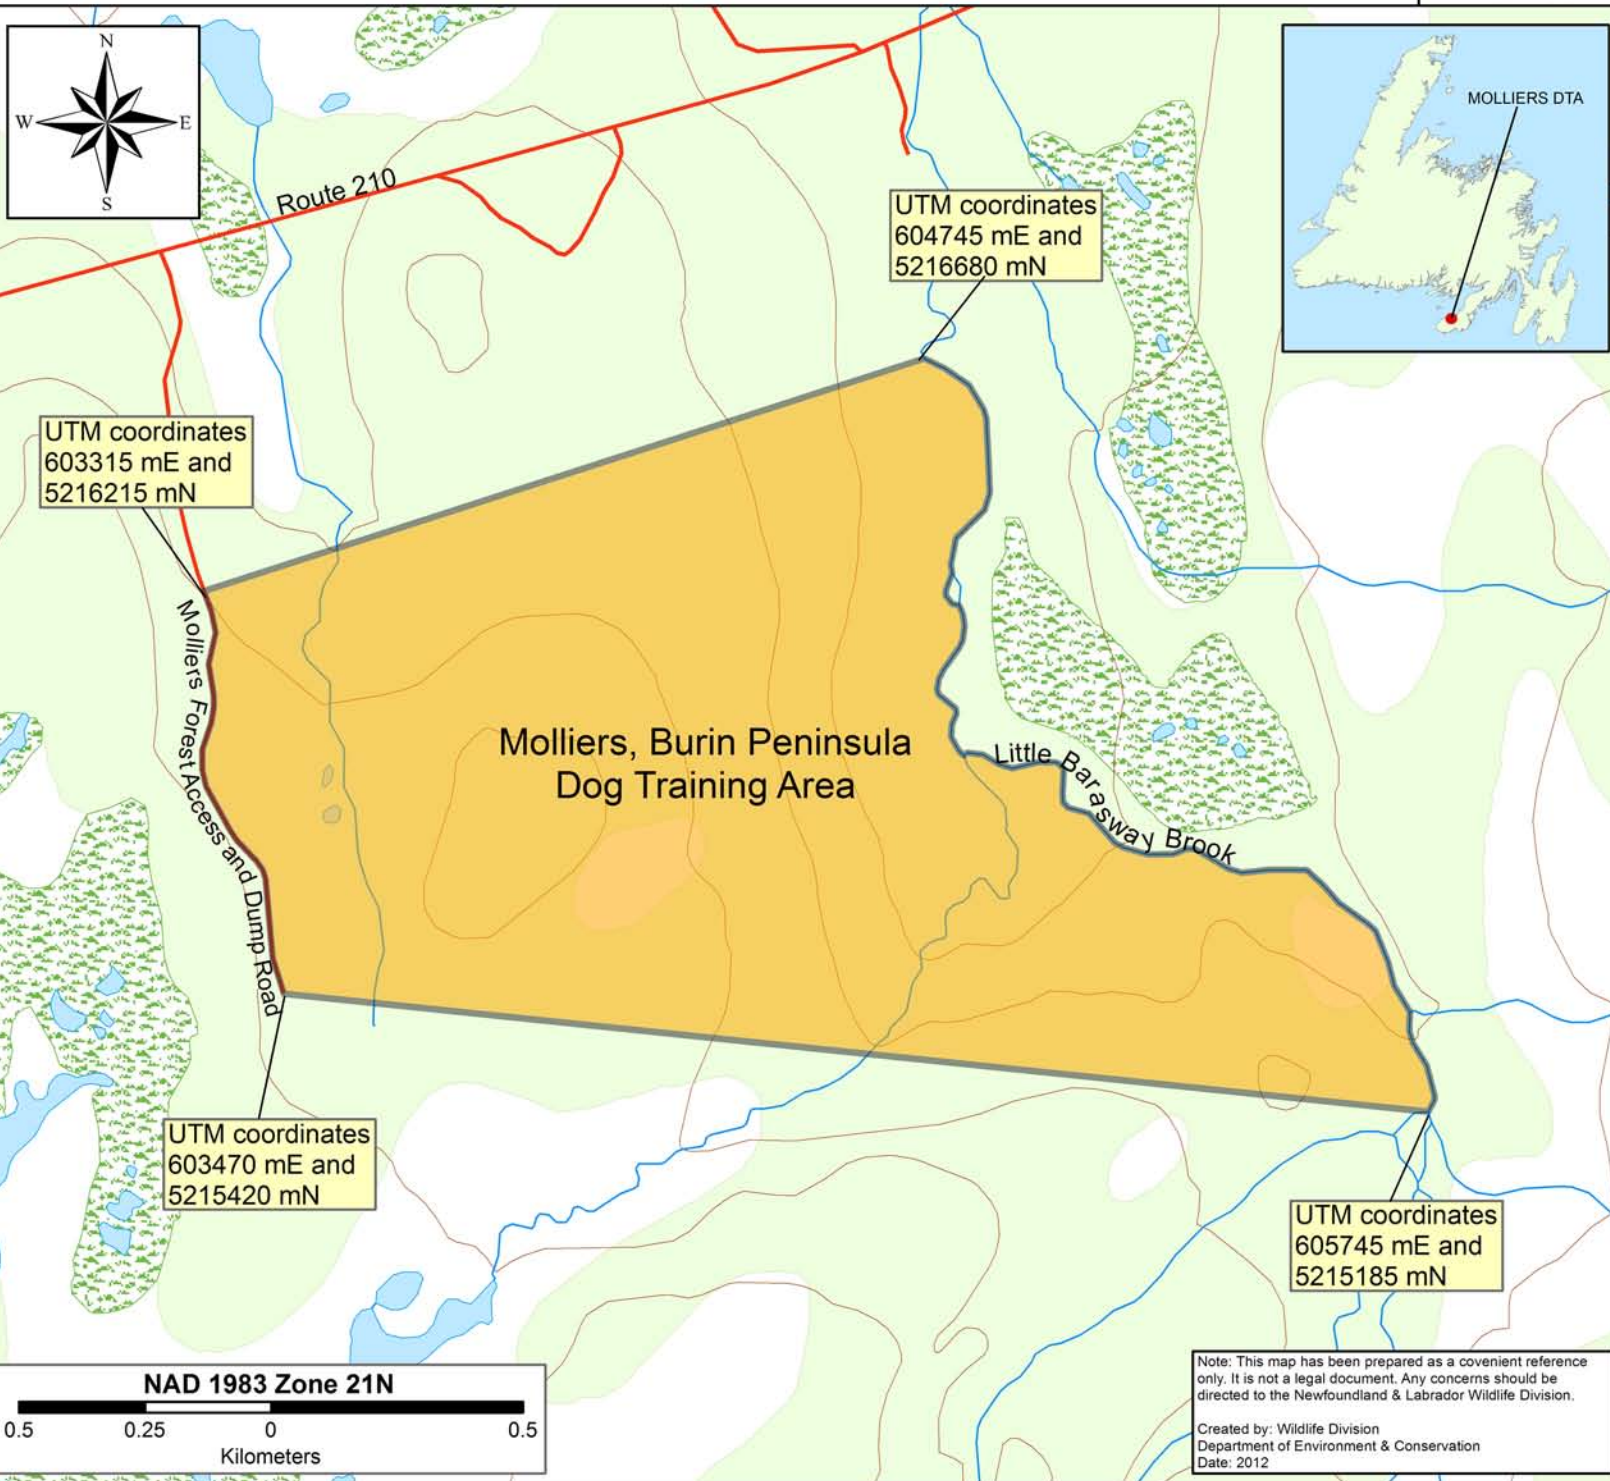 N
W E
S
Route 210
MOLLIERS DTA
UTM coordinates
604745 mE and
5216680 mN
UTM coordinates
603315 mE and
5216215 mN
Molliers Forest Access and Dump Road
Molliers, Burin Peninsula
Dog Training Area
Little Barasway Brook
UTM coordinates
603470 mE and
5215420 mN
UTM coordinates
605745 mE and
5215185 mN
NAD 1983 Zone 21N
0.5 0.25 0 0.5
Kilometers
Note: This map has been prepared as a covenient reference
only. It is not a legal document. Any concerns should be
directed to the Newfoundland & Labrador Wildlife Division.
Created by: Wildlife Division
Department of Environment & Conservation
Date: 2012